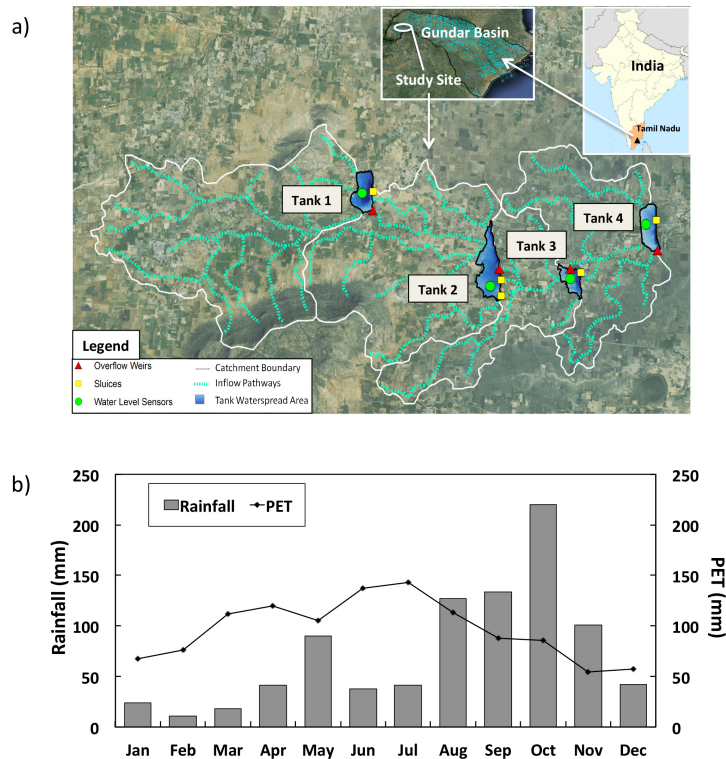 a)
Gundar Basin
Study Site
India
Tamil Nadu
Tank 1
Tank 2
Tank 3
Tank 4
Legend
Overflow Weirs
Sluices
Water Level Sensors
Catchment Boundary
Inflow Pathways
Tank Waterspread Area
b)
Rainfall PET
Rainfall (mm)
250
200
150
100
50
0
PET (mm)
250
200
150
100
50
0
Jan Feb Mar Apr May Jun Jul Aug Sep Oct Nov Dec